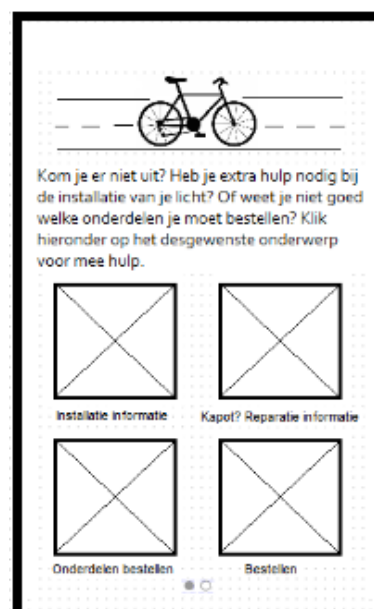 Kom je er niet uit? Heb je extra hulp nodig bij
de installatie van je licht? Of weet je niet goed
welke onderdelen je moet bestellen? Klik
hieronder op het desgewenste onderwerp
voor mee hulp.
Installatie informatie
Kapot? Reparatie informatie
Onderdelen bestellen
Bestellen